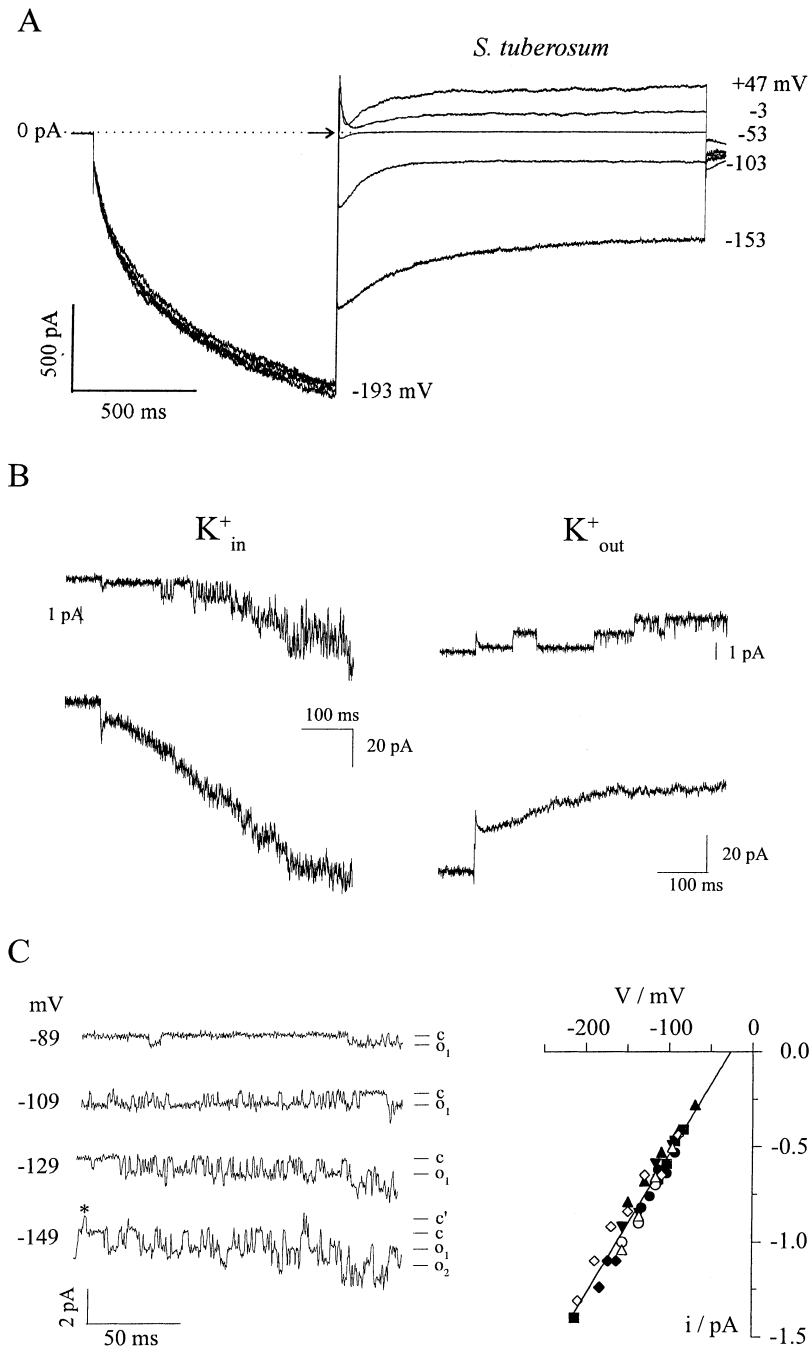 A
S. tuberosum
+47 mV
0 pA
-3
-53
-103
-153
500 pA
-193 mV
500 ms
B
K+in
K+out
1 pA
1 pA
100 ms
20 pA
20 pA
100 ms
C
mV
V / mV
-200 -100 0
-89 c
o1
0.0
-109 c
o1
-0.5
-129 c
o1
*
-149 c'
c
o1
o2
-1.0
2 pA
50 ms
i / pA
-1.5